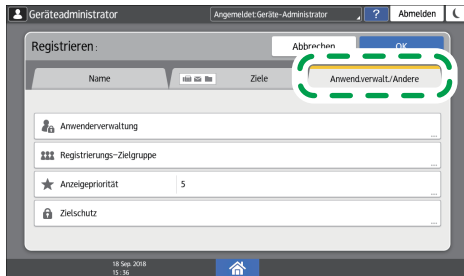 Geräteadministrator
Angemeldet:Geräte-Administrator
?
Abmelden
Registrieren :
Abbrechen
OK
Name
Ziele
Anwend.verwalt./Andere
Anwenderverwaltung
Registrierungs-Zielgruppe
Anzeigepriorität 5
Zielschutz
18 Sep. 2018
15 : 36